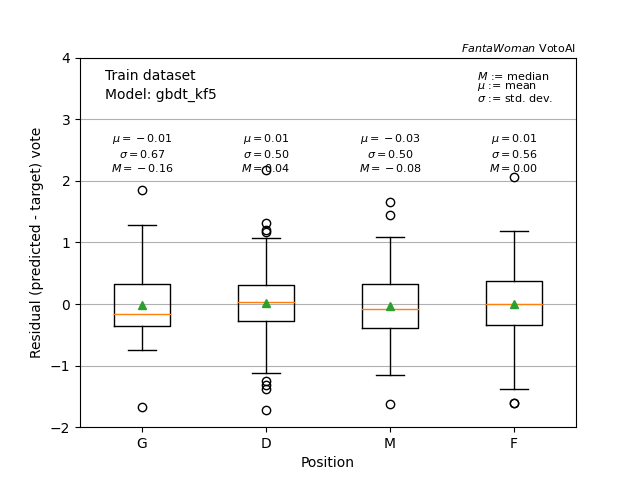 FantaWoman VotoAI
Train dataset
Model: gbdt_kf5
M := median
μ := mean
σ := std. dev.
μ = −0.01
σ = 0.67
M = −0.16
μ = 0.01
σ = 0.50
M = 0.04
μ = −0.03
σ = 0.50
M = −0.08
μ = 0.01
σ = 0.56
M = 0.00
Residual (predicted - target) vote
4
3
2
1
0
−1
−2
G D M F
Position